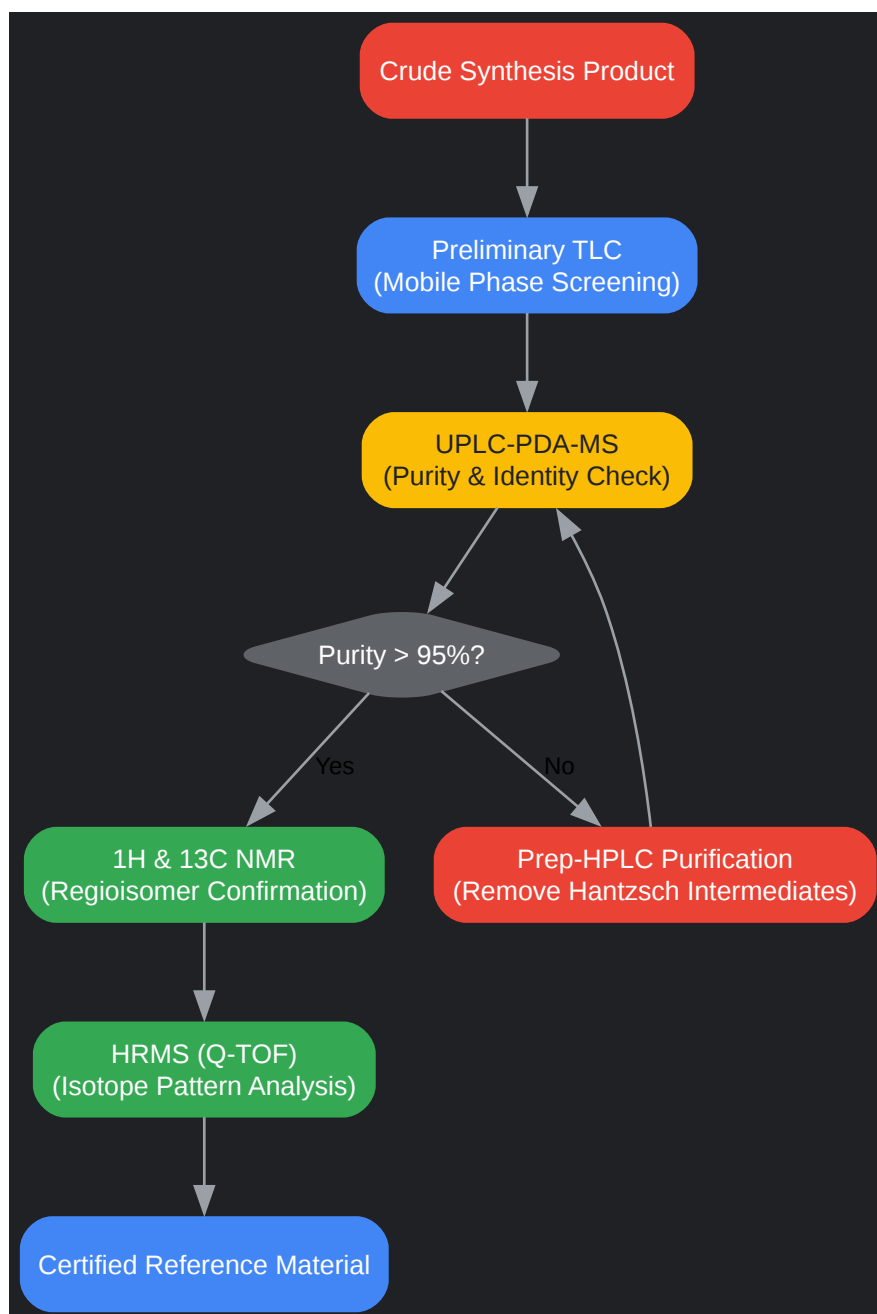 Crude Synthesis Product
Preliminary TLC
(Mobile Phase Screening)
UPLC-PDA-MS
(Purity & Identity Check)
Purity > 95%?
Yes
No
1H & 13C NMR
(Regioisomer Confirmation)
Prep-HPLC Purification
(Remove Hantzsch Intermediates)
HRMS (Q-TOF)
(Isotope Pattern Analysis)
Certified Reference Material